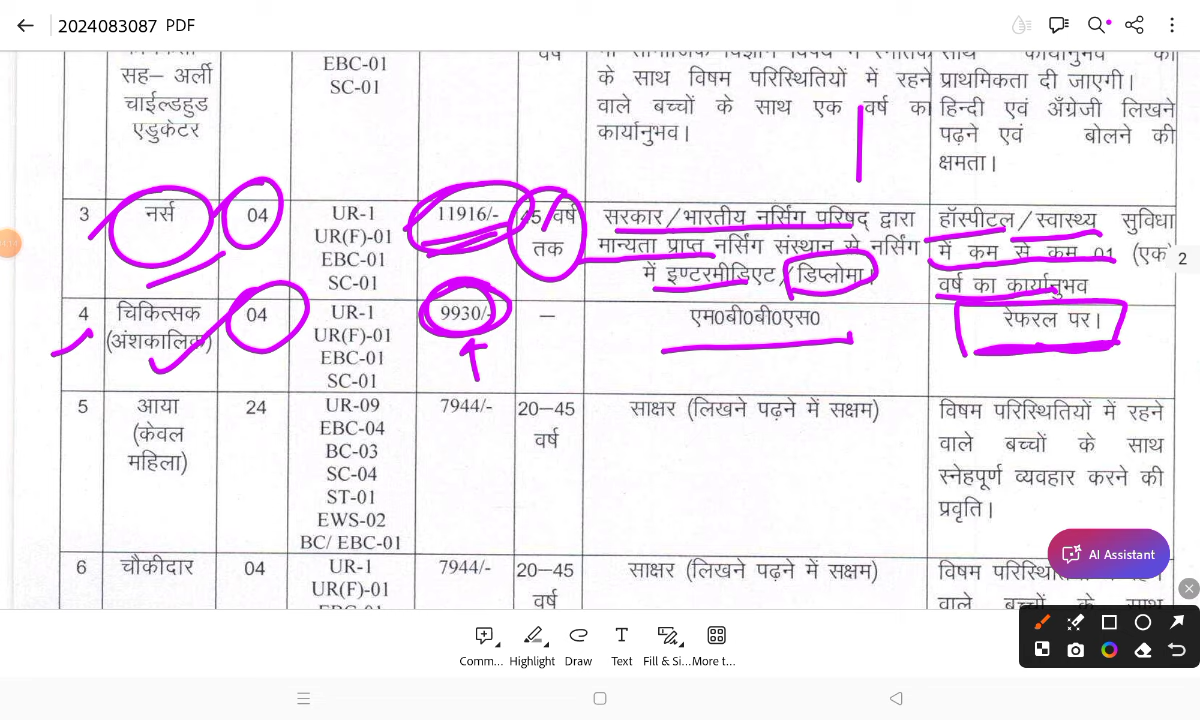 2024083087 PDF
EBC-01
SC-01
वर्ष
सह– अर्ली
चाईल्डहुड
एडुकेटर
के साथ विषम परिस्थितियों में रहने
वाले बच्चों के साथ एक वर्ष का
कार्यानुभव।
प्राथमिकता दी जाएगी।
हिन्दी एवं अँग्रेजी लिखने
पढ़ने एवं बोलने की
क्षमता।
3
नर्स
04
UR-1
UR(F)-01
EBC-01
SC-01
11916/-
45 वर्ष
तक
सरकार/भारतीय नर्सिंग परिषद् द्वारा
मान्यता प्राप्त नर्सिंग संस्थान से नर्सिंग
में इण्टरमीडिएट/डिप्लोमा।
हॉस्पीटल/स्वास्थ्य सुविधा
में कम से कम 01 (एक)
वर्ष का कार्यानुभव
4
चिकित्सक
(अंशकालिक)
04
UR-1
UR(F)-01
EBC-01
SC-01
9930/-
—
एम0बी0बी0एस0
रेफरल पर।
5
आया
(केवल
महिला)
24
UR-09
EBC-04
BC-03
SC-04
ST-01
EWS-02
BC/ EBC-01
7944/-
20–45
वर्ष
साक्षर (लिखने पढ़ने में सक्षम)
विषम परिस्थितियों में रहने
वाले बच्चों के साथ
स्नेहपूर्ण व्यवहार करने की
प्रवृति।
6
चौकीदार
04
UR-1
UR(F)-01
7944/-
20–45
वर्ष
साक्षर (लिखने पढ़ने में सक्षम)
विषम
वाले बच्चों के साथ
2
AI Assistant
Comm... Highlight Draw Text Fill & Si... More t...